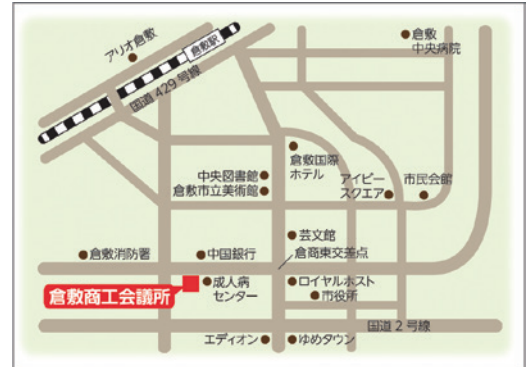 アリオ倉敷
倉敷駅
倉敷
中央病院
国道429号線
倉敷国際
ホテル
中央図書館
倉敷市立美術館
アイビー
スクエア
市民会館
芸文館
倉商東交差点
倉敷消防署
中国銀行
成人病
センター
ロイヤルホスト
市役所
倉敷商工会議所
国道2号線
エディオン
ゆめタウン